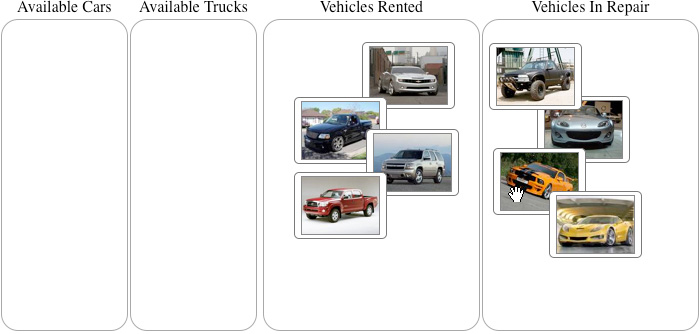 Available Cars
Available Trucks
Vehicles Rented
Vehicles In Repair